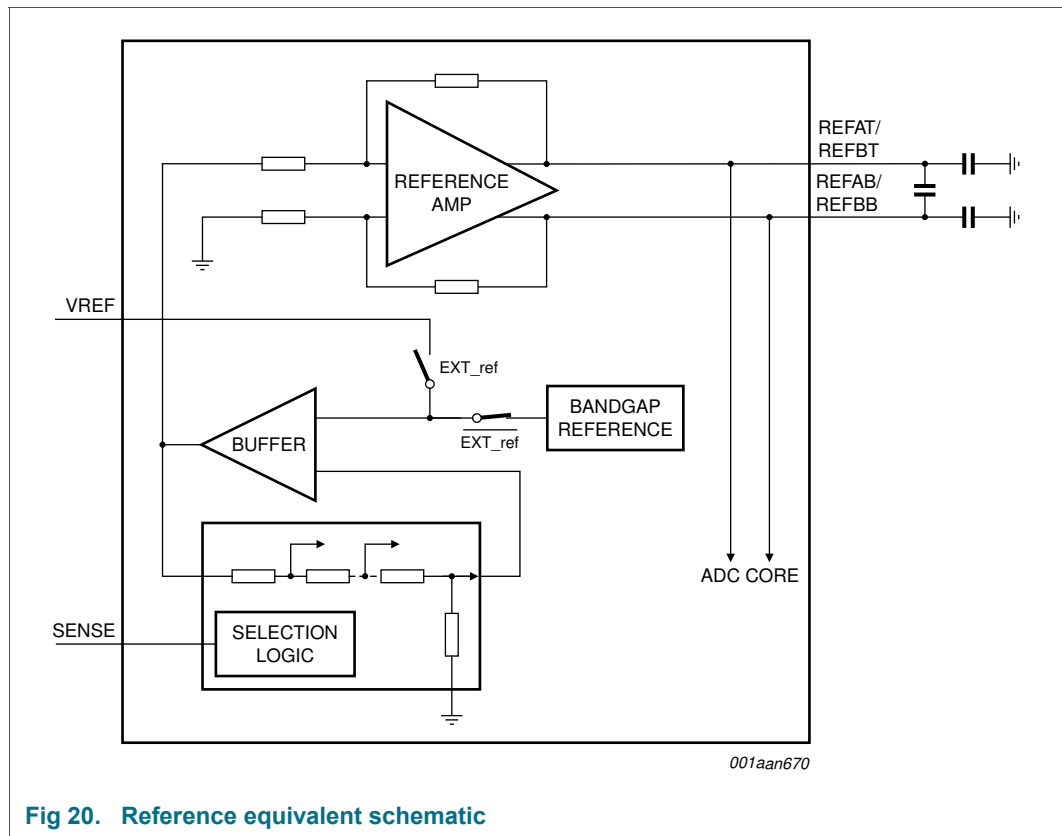 REFAT/
REFBT
REFERENCE
AMP
REFAB/
REFBB
VREF
EXT_ref
BANDGAP
REFERENCE
EXT_ref
BUFFER
ADC CORE
SENSE
SELECTION
LOGIC
001aan670
Fig 20. Reference equivalent schematic